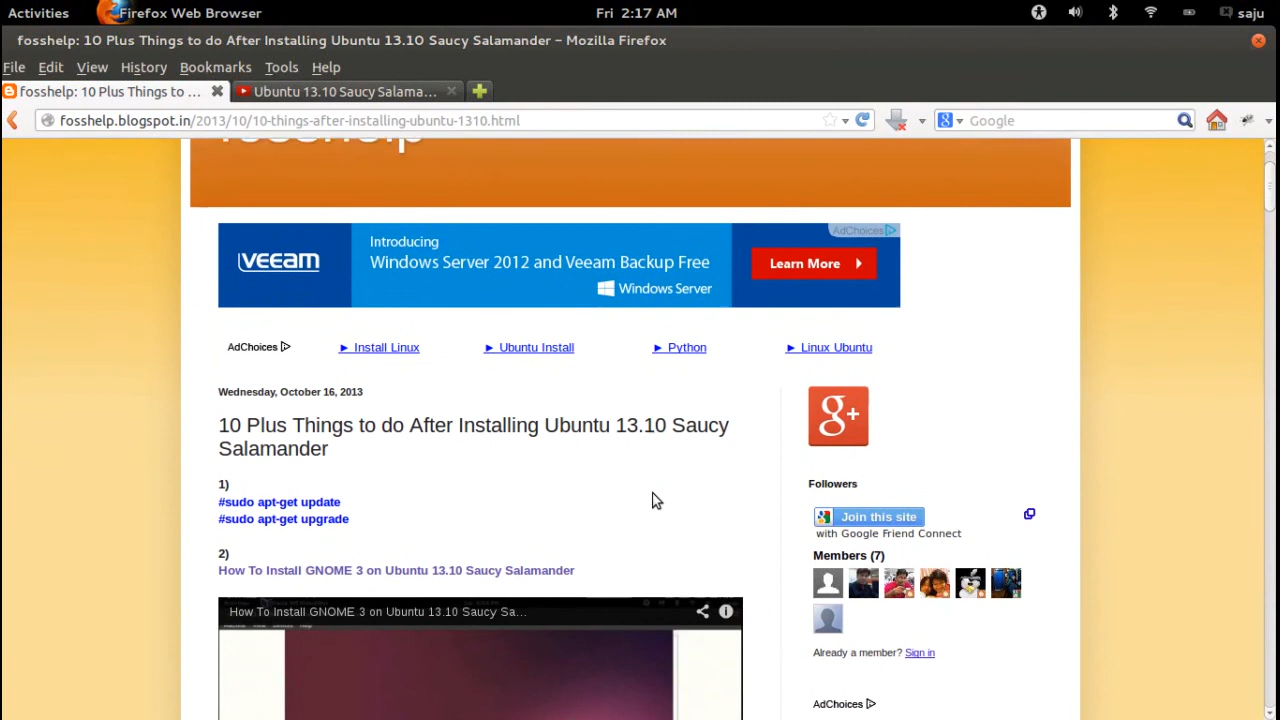 Activities Firefox Web Browser Fri 2:17 AM saju
fosshelp: 10 Plus Things to do After Installing Ubuntu 13.10 Saucy Salamander - Mozilla Firefox
File Edit View History Bookmarks Tools Help
fosshelp: 10 Plus Things to ... Ubuntu 13.10 Saucy Salama...
fosshelp.blogspot.in/2013/10/10-things-after-installing-ubuntu-1310.html Google
fosshelp
AdChoices
Introducing
veeam Windows Server 2012 and Veeam Backup Free Learn More
Windows Server
AdChoices ► Install Linux ► Ubuntu Install ► Python ► Linux Ubuntu
Wednesday, October 16, 2013
10 Plus Things to do After Installing Ubuntu 13.10 Saucy
Salamander
g+
1)
#sudo apt-get update
#sudo apt-get upgrade
2)
How To Install GNOME 3 on Ubuntu 13.10 Saucy Salamander
How To Install GNOME 3 on Ubuntu 13.10 Saucy Sa...
Followers
Join this site
with Google Friend Connect
Members (7)
Already a member? Sign in
AdChoices